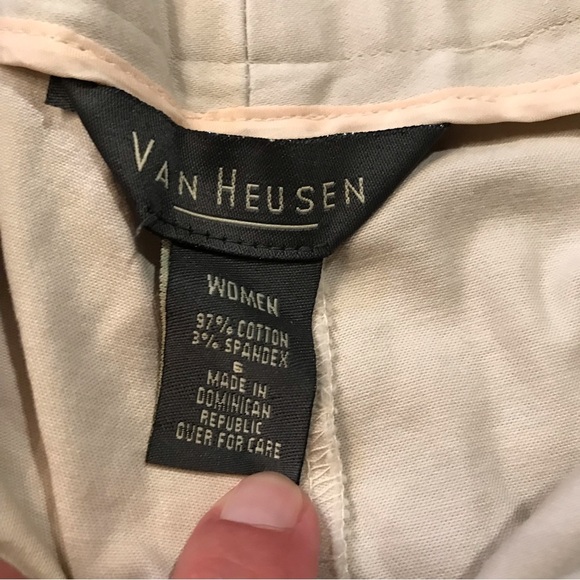 VAN HEUSEN
WOMEN
97% COTTON
3% SPANDEX
6
MADE IN
DOMINICAN
REPUBLIC
OVER FOR CARE